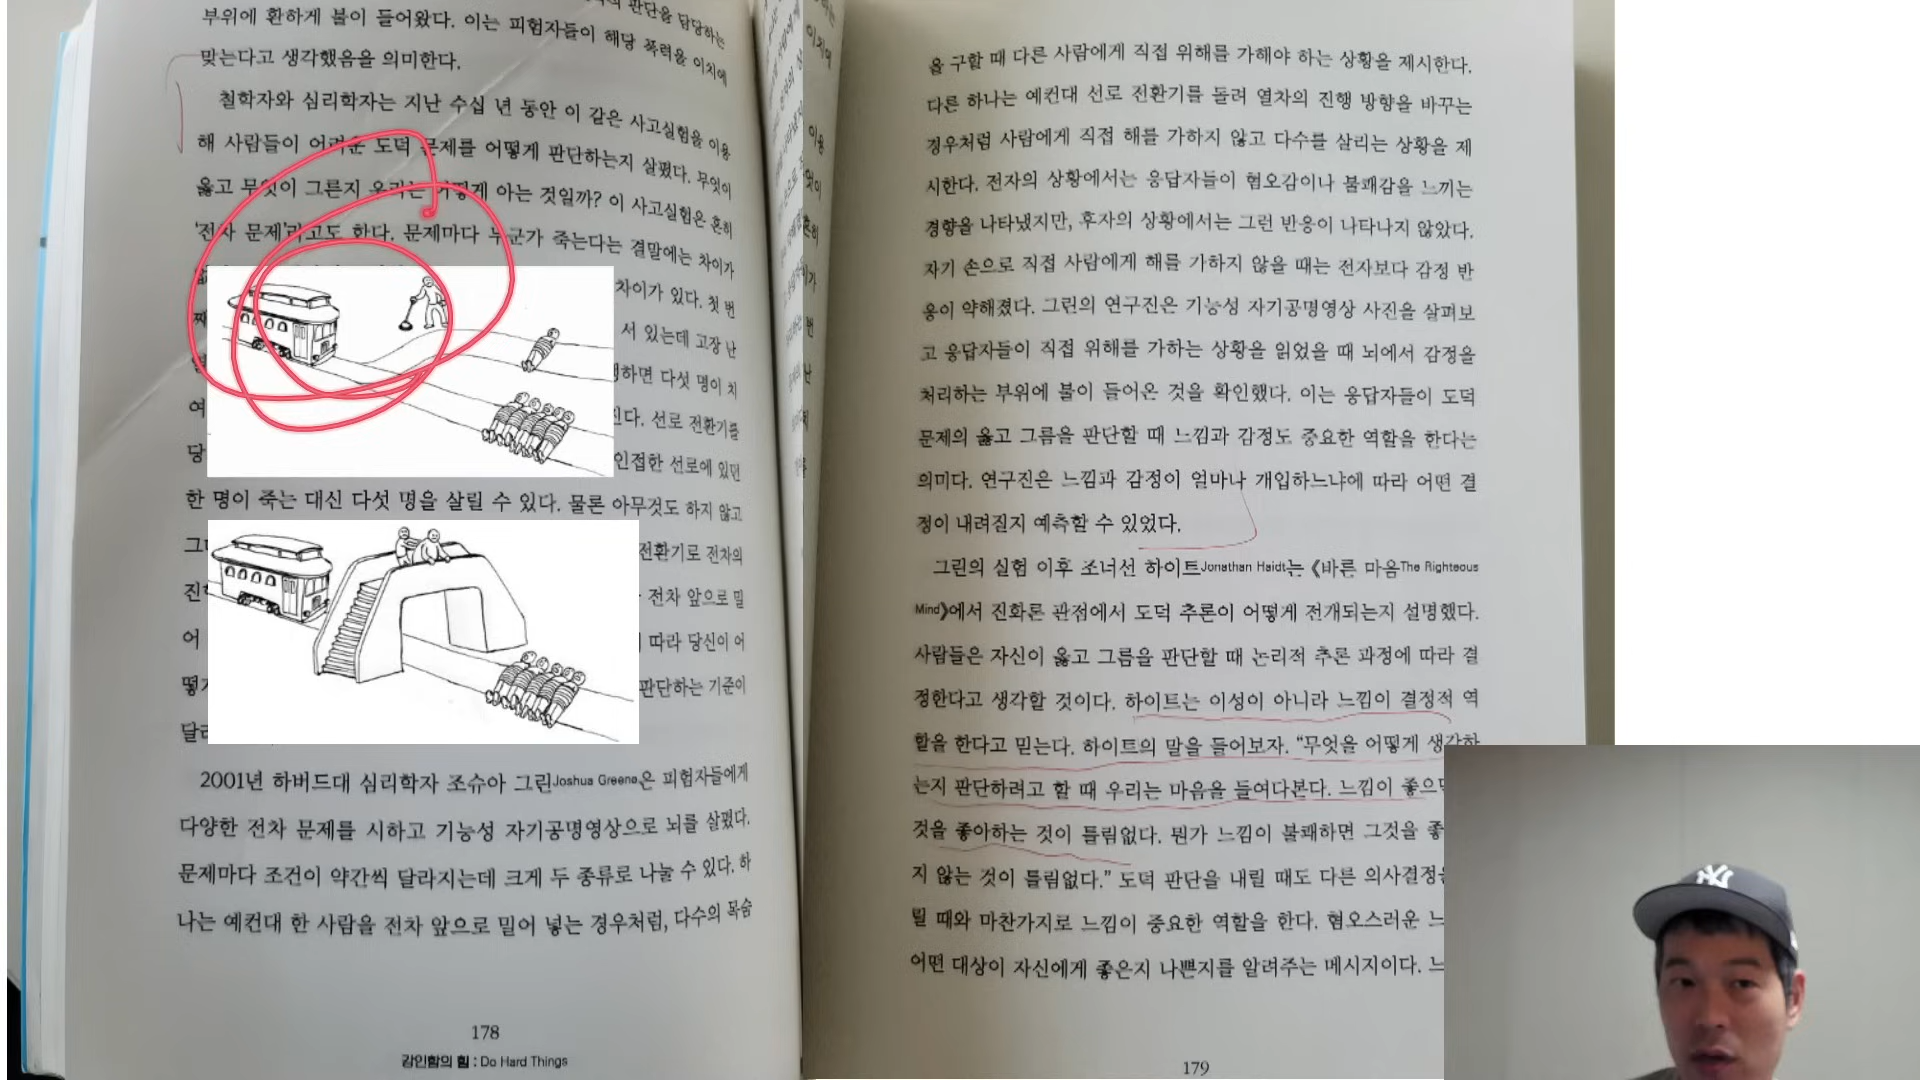 판단을 담당하는
부위에 환하게 불이 들어왔다. 이는 피험자들이 해당 폭력을 이치에
맞는다고 생각했음을 의미한다.
철학자와 심리학자는 지난 수십 년 동안 이 같은 사고실험을 이용
해 사람들이 어려운 도덕 문제를 어떻게 판단하는지 살폈다. 무엇이
옳고 무엇이 그른지 우리는 어떻게 아는 것일까? 이 사고실험은 흔히
'전차 문제'라고도 한다. 문제마다 누군가 죽는다는 결말에는 차이가
차이가 있다. 첫 번
째 서 있는데 고장 난
하면 다섯 명이 치
여 진다. 선로 전환기를
당 인접한 선로에 있던
한 명이 죽는 대신 다섯 명을 살릴 수 있다. 물론 아무것도 하지 않고
전환기로 전차의
진 전차 앞으로 밀
어 따라 당신이 어
떻 판단하는 기준이
달
2001년 하버드대 심리학자 조슈아 그린Joshua Greene은 피험자들에게
다양한 전차 문제를 시하고 기능성 자기공명영상으로 뇌를 살폈다.
문제마다 조건이 약간씩 달라지는데 크게 두 종류로 나눌 수 있다. 하
나는 예컨대 한 사람을 전차 앞으로 밀어 넣는 경우처럼, 다수의 목숨
178
강인함의 힘 : Do Hard Things
을 구할 때 다른 사람에게 직접 위해를 가해야 하는 상황을 제시한다.
다른 하나는 예컨대 선로 전환기를 돌려 열차의 진행 방향을 바꾸는
경우처럼 사람에게 직접 해를 가하지 않고 다수를 살리는 상황을 제
시한다. 전자의 상황에서는 응답자들이 혐오감이나 불쾌감을 느끼는
경향을 나타냈지만, 후자의 상황에서는 그런 반응이 나타나지 않았다.
자기 손으로 직접 사람에게 해를 가하지 않을 때는 전자보다 감정 반
응이 약해졌다. 그린의 연구진은 기능성 자기공명영상 사진을 살펴보
고 응답자들이 직접 위해를 가하는 상황을 읽었을 때 뇌에서 감정을
처리하는 부위에 불이 들어온 것을 확인했다. 이는 응답자들이 도덕
문제의 옳고 그름을 판단할 때 느낌과 감정도 중요한 역할을 한다는
의미다. 연구진은 느낌과 감정이 얼마나 개입하느냐에 따라 어떤 결
정이 내려질지 예측할 수 있었다.
그린의 실험 이후 조너선 하이트Jonathan Haidt는 《바른 마음The Righteous
Mind》에서 진화론 관점에서 도덕 추론이 어떻게 전개되는지 설명했다.
사람들은 자신이 옳고 그름을 판단할 때 논리적 추론 과정에 따라 결
정한다고 생각할 것이다. 하이트는 이성이 아니라 느낌이 결정적 역
할을 한다고 믿는다. 하이트의 말을 들어보자. “무엇을 어떻게 생각하
는지 판단하려고 할 때 우리는 마음을 들여다본다. 느낌이 좋으
것을 좋아하는 것이 틀림없다. 뭔가 느낌이 불쾌하면 그것을 좋
지 않는 것이 틀림없다.” 도덕 판단을 내릴 때도 다른 의사결정
릴 때와 마찬가지로 느낌이 중요한 역할을 한다. 혐오스러운 느
어떤 대상이 자신에게 좋은지 나쁜지를 알려주는 메시지이다. 느
179
NY